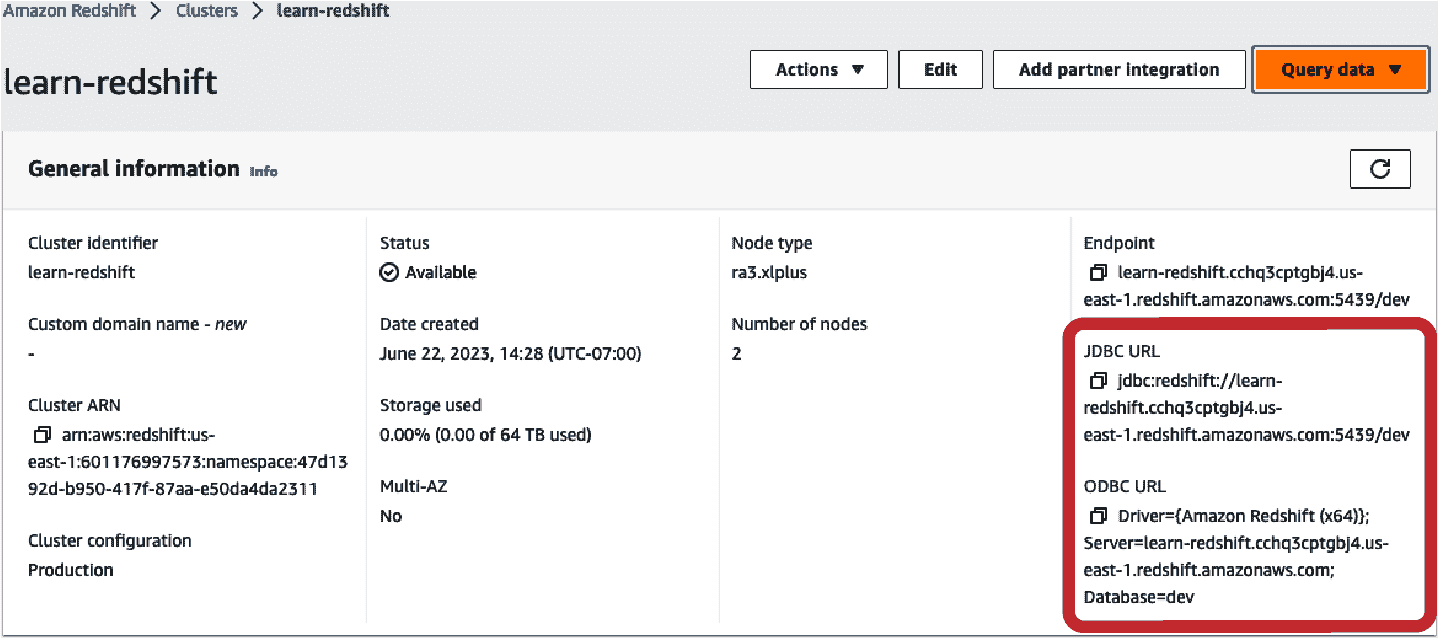 Amazon Redshift > Clusters > learn-redshift
learn-redshift
Actions ▼
Edit
Add partner integration
Query data ▼
General information Info
Cluster identifier
learn-redshift
Custom domain name - new
-
Cluster ARN
arn:aws:redshift:us-
east-1:601176997573:namespace:47d13
92d-b950-417f-87aa-e50da4da2311
Cluster configuration
Production
Status
Available
Date created
June 22, 2023, 14:28 (UTC-07:00)
Storage used
0.00% (0.00 of 64 TB used)
Multi-AZ
No
Node type
ra3.xlplus
Number of nodes
2
Endpoint
learn-redshift.cchq3cptgbj4.us-
east-1.redshift.amazonaws.com:5439/dev
JDBC URL
jdbc:redshift://learn-
redshift.cchq3cptgbj4.us-
east-1.redshift.amazonaws.com:5439/dev
ODBC URL
Driver={Amazon Redshift (x64)};
Server=learn-redshift.cchq3cptgbj4.us-
east-1.redshift.amazonaws.com;
Database=dev